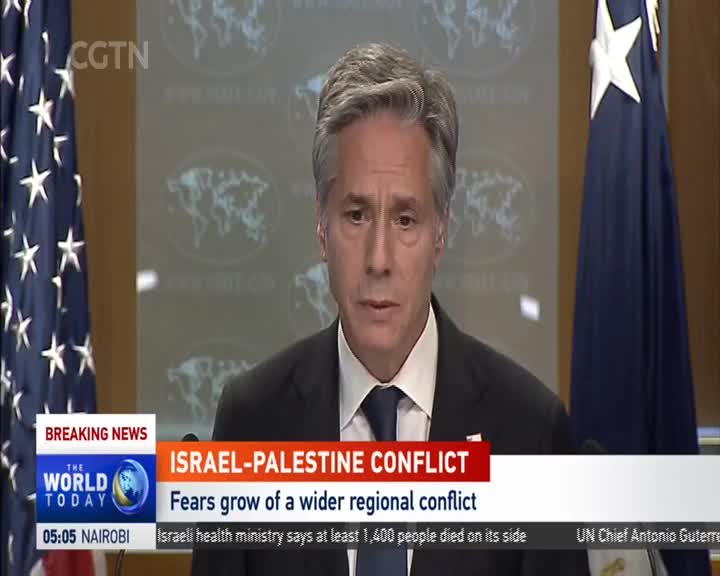 CGTN
BREAKING NEWS
THE
WORLD
TODAY
ISRAEL-PALESTINE CONFLICT
Fears grow of a wider regional conflict
05:05 NAIROBI
Israeli health ministry says at least 1,400 people died on its side
UN Chief Antonio Guterre